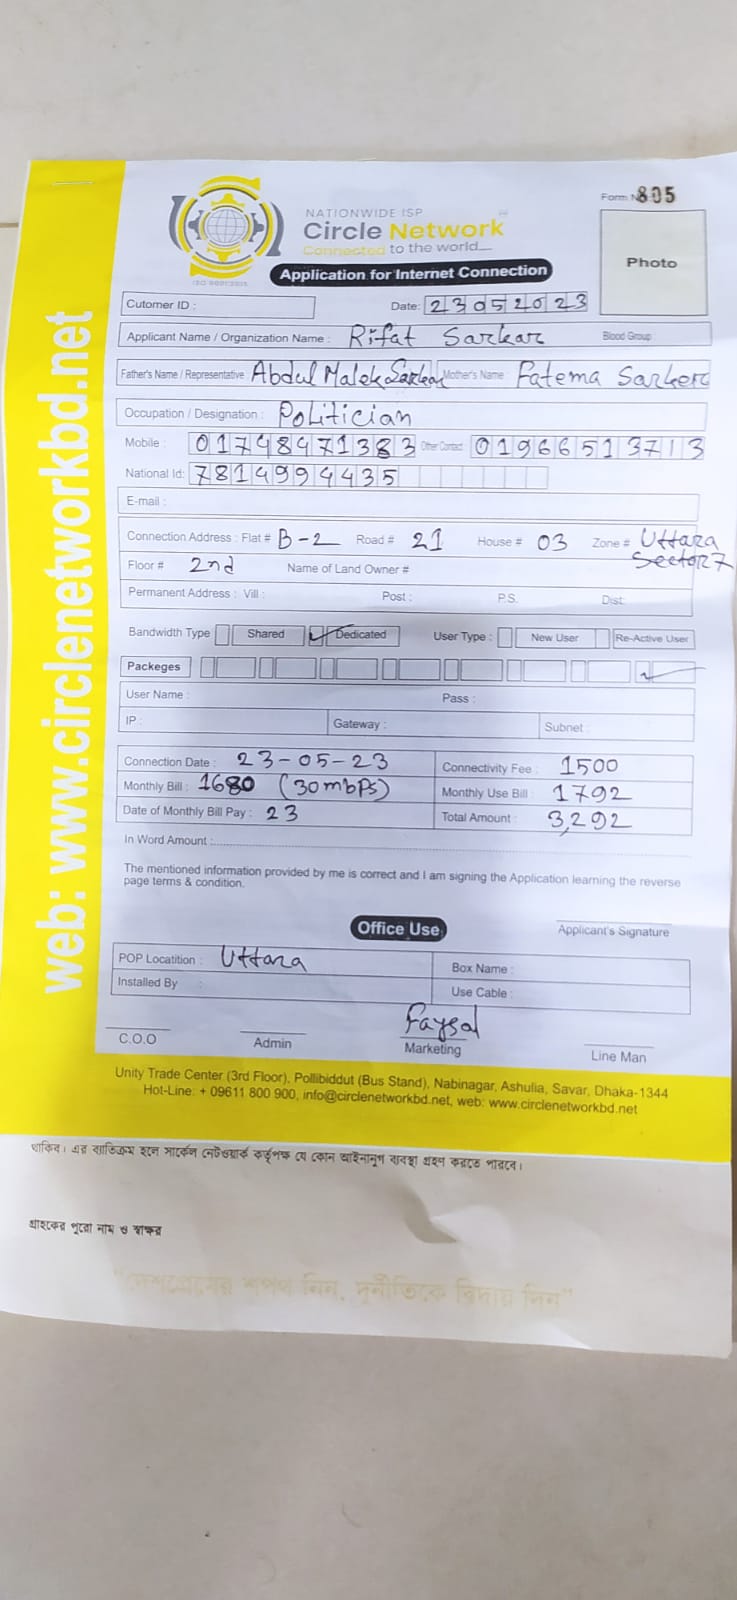 Form N 805
NATIONWIDE ISP
Circle Network
Connected to the world
ISO 9001:2015
Application for Internet Connection
Photo
Cutomer ID :
Date: 23052023
Applicant Name / Organization Name : Rifat Sarkar Blood Group
Father's Name / Representative Abdul Malek Sarkar Mother's Name : Fatema Sarker
Occupation / Designation : Politician
Mobile : 01748471383 Other Contact 01966513713
National Id: 7814994435
E-mail :
Connection Address : Flat # B-2 Road # 21 House # 03 Zone # Uttara
Sector 7
Floor # 2nd Name of Land Owner #
Permanent Address : Vill : Post : P.S. Dist:
Bandwidth Type Shared Dedicated User Type : New User Re-Active User
Packeges
User Name : Pass :
IP : Gateway : Subnet :
Connection Date : 23-05-23 Connectivity Fee : 1500
Monthly Bill : 1680 (30mbps) Monthly Use Bill : 1792
Date of Monthly Bill Pay : 23 Total Amount : 3,292
In Word Amount :
The mentioned information provided by me is correct and I am signing the Application learning the reverse
page terms & condition.
Office Use
Applicant's Signature
POP Locatition : Uttara Box Name :
Installed By : Use Cable :
Faysal
C.O.O Admin Marketing Line Man
Unity Trade Center (3rd Floor), Pollibiddut (Bus Stand), Nabinagar, Ashulia, Savar, Dhaka-1344
Hot-Line: + 09611 800 900, info@circlenetworkbd.net, web: www.circlenetworkbd.net
web: www.circlenetworkbd.net
থাকিব। এর ব্যতিক্রম হলে সার্কেল নেটওয়ার্ক কর্তৃপক্ষ যে কোন আইনানুগ ব্যবস্থা গ্রহণ করতে পারবে।
গ্রাহকের পুরো নাম ও স্বাক্ষর
"দেশপ্রেমের শপথ নিন, দুর্নীতিকে বিদায় দিন"